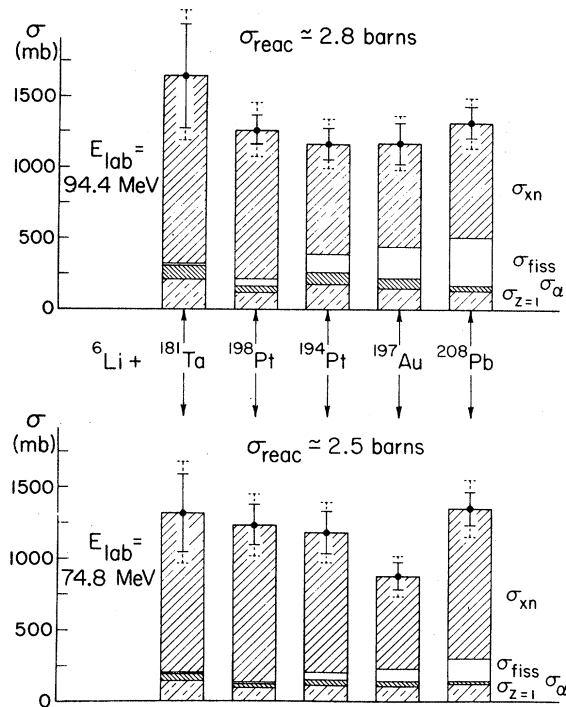 σ
(mb)
σreac ≃ 2.8 barns
1500
1000
500
0
Elab =
94.4 MeV
σxn
σfiss
σα
σz=1
6Li + 181Ta 198Pt 194Pt 197Au 208Pb
σ
(mb)
σreac ≃ 2.5 barns
1500
1000
500
0
Elab =
74.8 MeV
σxn
σfiss
σz=1 σα